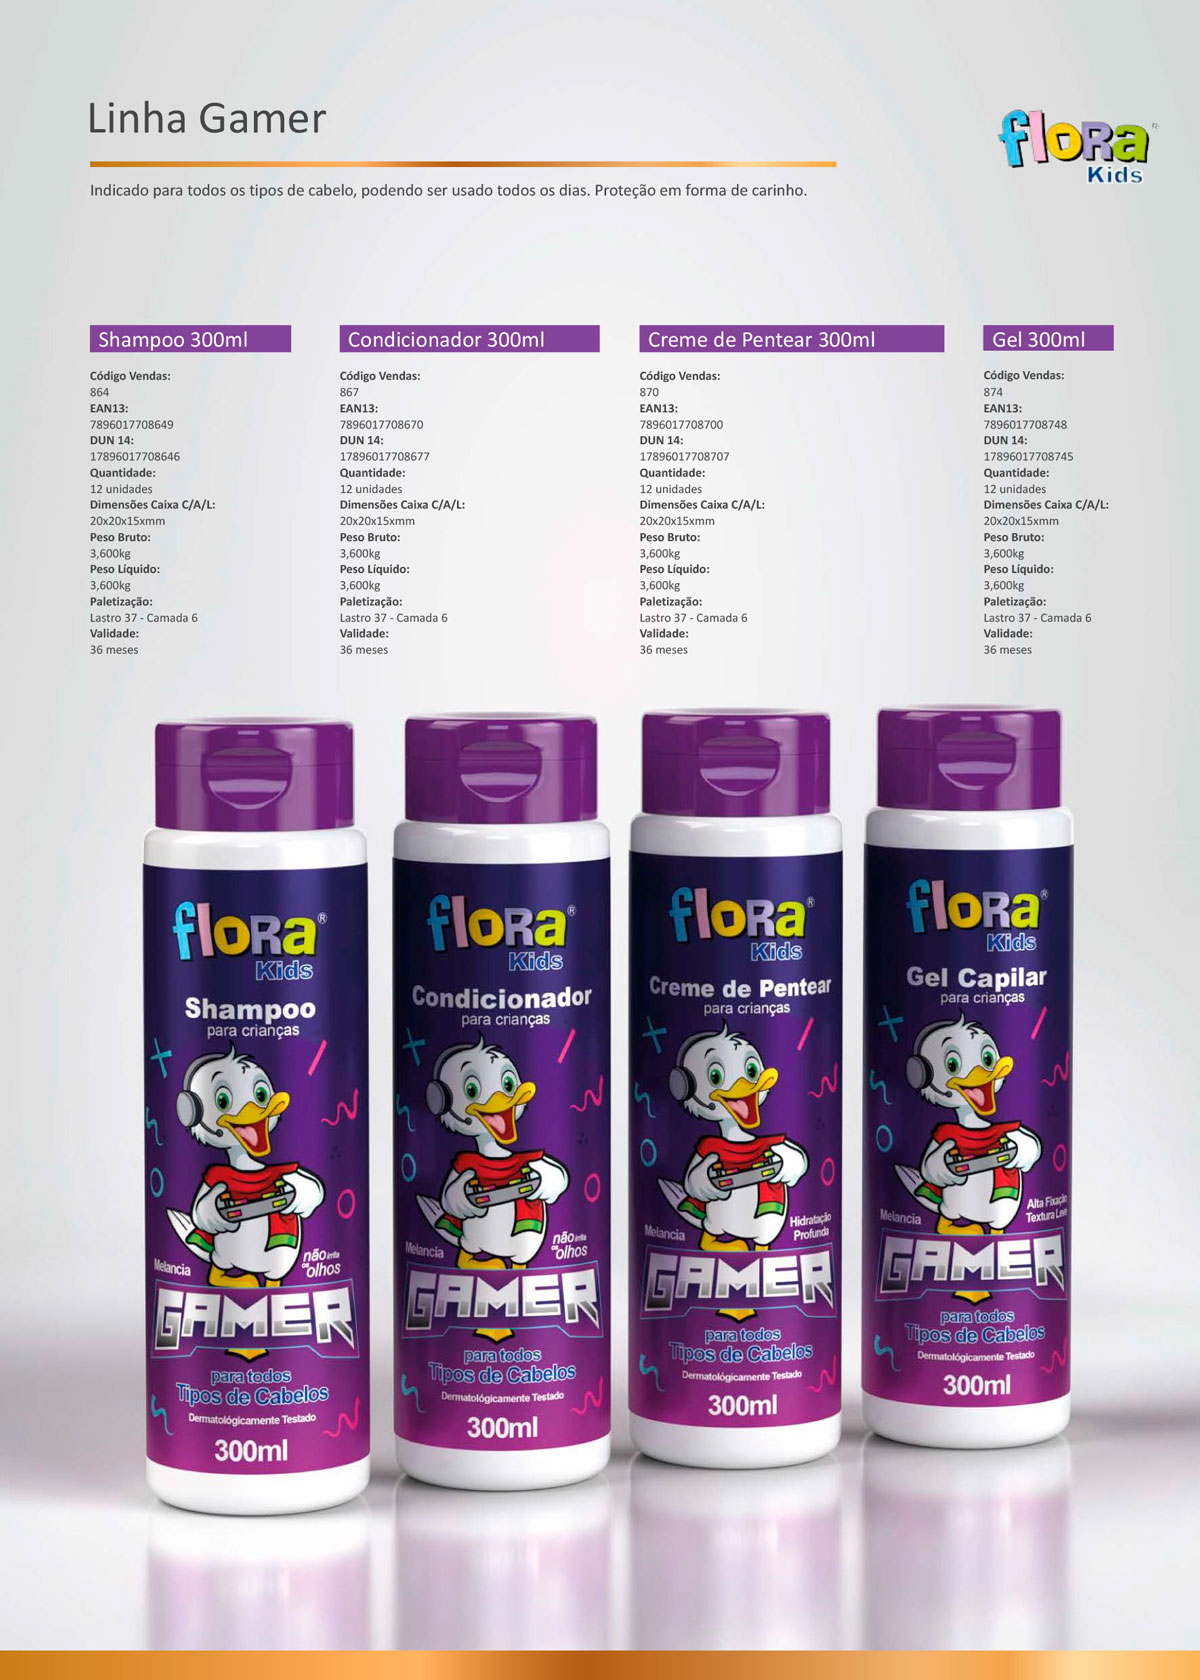 Linha Gamer
flora®
Kids
Indicado para todos os tipos de cabelo, podendo ser usado todos os dias. Proteção em forma de carinho.
Shampoo 300ml
Código Vendas:
864
EAN13:
7896017708649
DUN 14:
17896017708646
Quantidade:
12 unidades
Dimensões Caixa C/A/L:
20x20x15xmm
Peso Bruto:
3,600kg
Peso Líquido:
3,600kg
Paletização:
Lastro 37 - Camada 6
Validade:
36 meses
Condicionador 300ml
Código Vendas:
867
EAN13:
7896017708670
DUN 14:
17896017708677
Quantidade:
12 unidades
Dimensões Caixa C/A/L:
20x20x15xmm
Peso Bruto:
3,600kg
Peso Líquido:
3,600kg
Paletização:
Lastro 37 - Camada 6
Validade:
36 meses
Creme de Pentear 300ml
Código Vendas:
870
EAN13:
7896017708700
DUN 14:
17896017708707
Quantidade:
12 unidades
Dimensões Caixa C/A/L:
20x20x15xmm
Peso Bruto:
3,600kg
Peso Líquido:
3,600kg
Paletização:
Lastro 37 - Camada 6
Validade:
36 meses
Gel 300ml
Código Vendas:
874
EAN13:
7896017708748
DUN 14:
17896017708745
Quantidade:
12 unidades
Dimensões Caixa C/A/L:
20x20x15xmm
Peso Bruto:
3,600kg
Peso Líquido:
3,600kg
Paletização:
Lastro 37 - Camada 6
Validade:
36 meses
flora®
Kids
Shampoo
para crianças
Melancia
não irrita
os olhos
GAMER
para todos
Tipos de Cabelos
Dermatológicamente Testado
300ml
flora®
Kids
Condicionador
para crianças
Melancia
não irrita
os olhos
GAMER
para todos
Tipos de Cabelos
Dermatológicamente Testado
300ml
flora®
Kids
Creme de Pentear
para crianças
Melancia
Hidratação
Profunda
GAMER
para todos
Tipos de Cabelos
Dermatológicamente Testado
300ml
flora®
Kids
Gel Capilar
para crianças
Melancia
Alta Fixação
Textura Leve
GAMER
para todos
Tipos de Cabelos
Dermatológicamente Testado
300ml